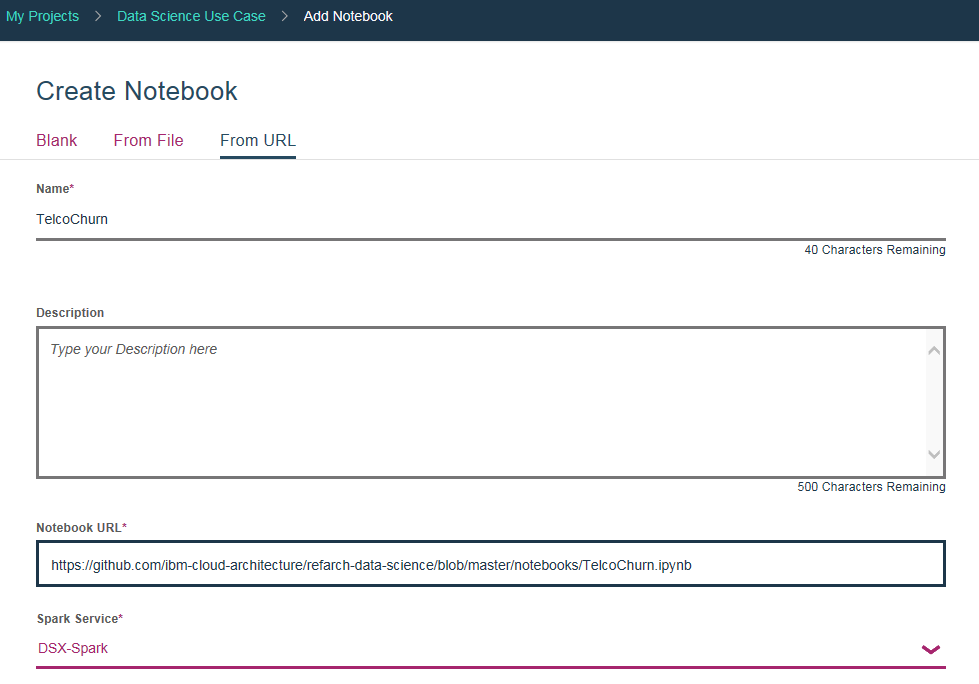 My Projects > Data Science Use Case > Add Notebook
Create Notebook
Blank From File From URL
Name*
TelcoChurn
40 Characters Remaining
Description
Type your Description here
500 Characters Remaining
Notebook URL*
https://github.com/ibm-cloud-architecture/refarch-data-science/blob/master/notebooks/TelcoChurn.ipynb
Spark Service*
DSX-Spark